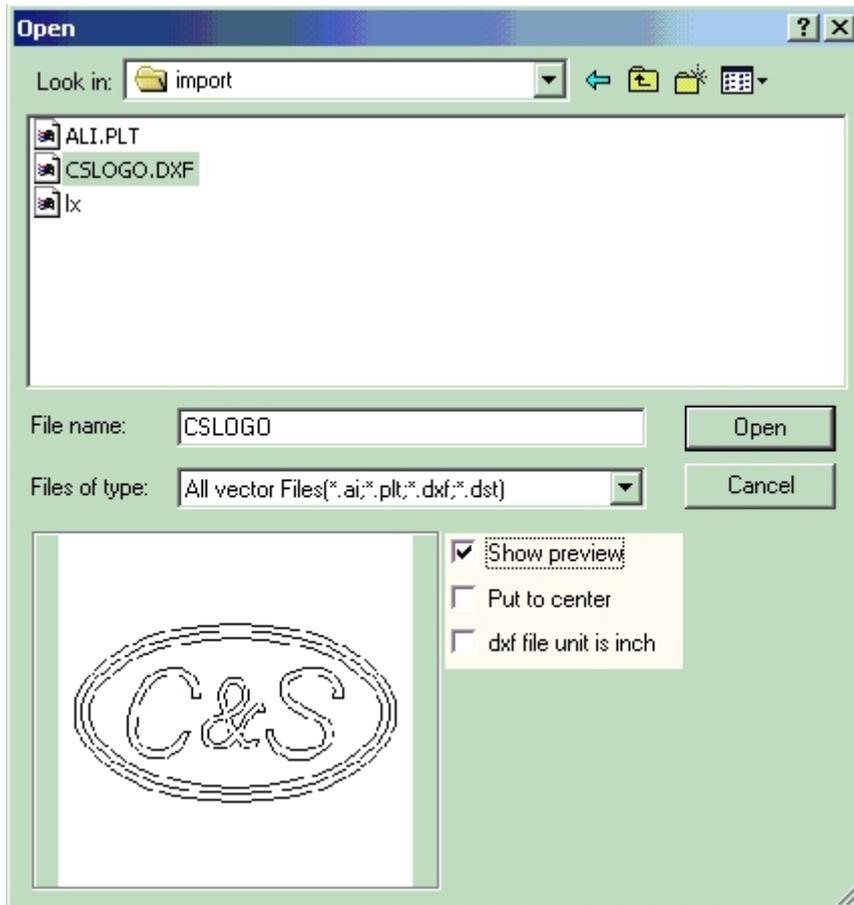 Open
Look in: import
ALI.PLT
CSLOGO.DXF
lx
File name: CSLOGO Open
Files of type: All vector Files(*.ai;*.plt;*.dxf;*.dst) Cancel
Show preview
Put to center
dxf file unit is inch
C&S